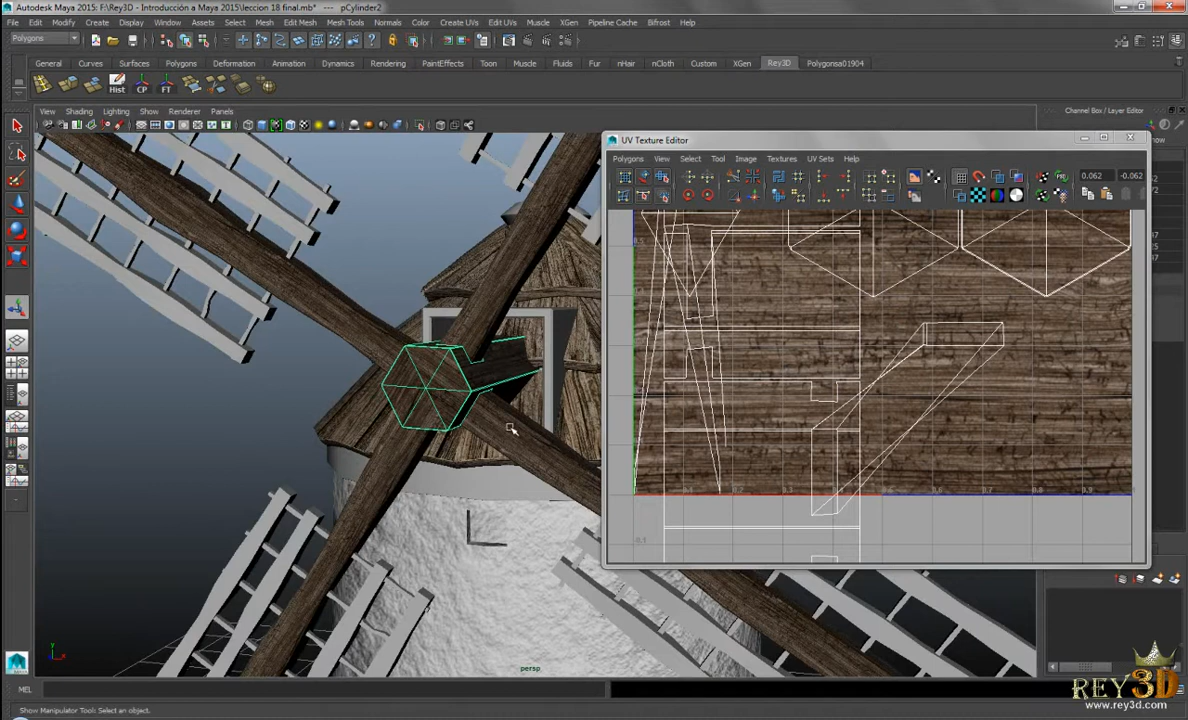 Autodesk Maya 2015: F:\Rey3D - Introducción a Maya 2015\leccion 18 final.mb* --- pCylinder2
File Edit Modify Create Display Window Assets Select Mesh Edit Mesh Mesh Tools Normals Color Create UVs Edit UVs Muscle XGen Pipeline Cache Bifrost Help
Polygons
General Curves Surfaces Polygons Deformation Animation Dynamics Rendering PaintEffects Toon Muscle Fluids Fur nHair nCloth Custom XGen Rey3D Polygonsa01904
Hist CP FT
View Shading Lighting Show Renderer Panels
Channel Box / Layer Editor
UV Texture Editor
Polygons View Select Tool Image Textures UV Sets Help
0.062 -0.062
persp
MEL
REY3D
www.rey3d.com
Show Manipulator Tool: Select an object.